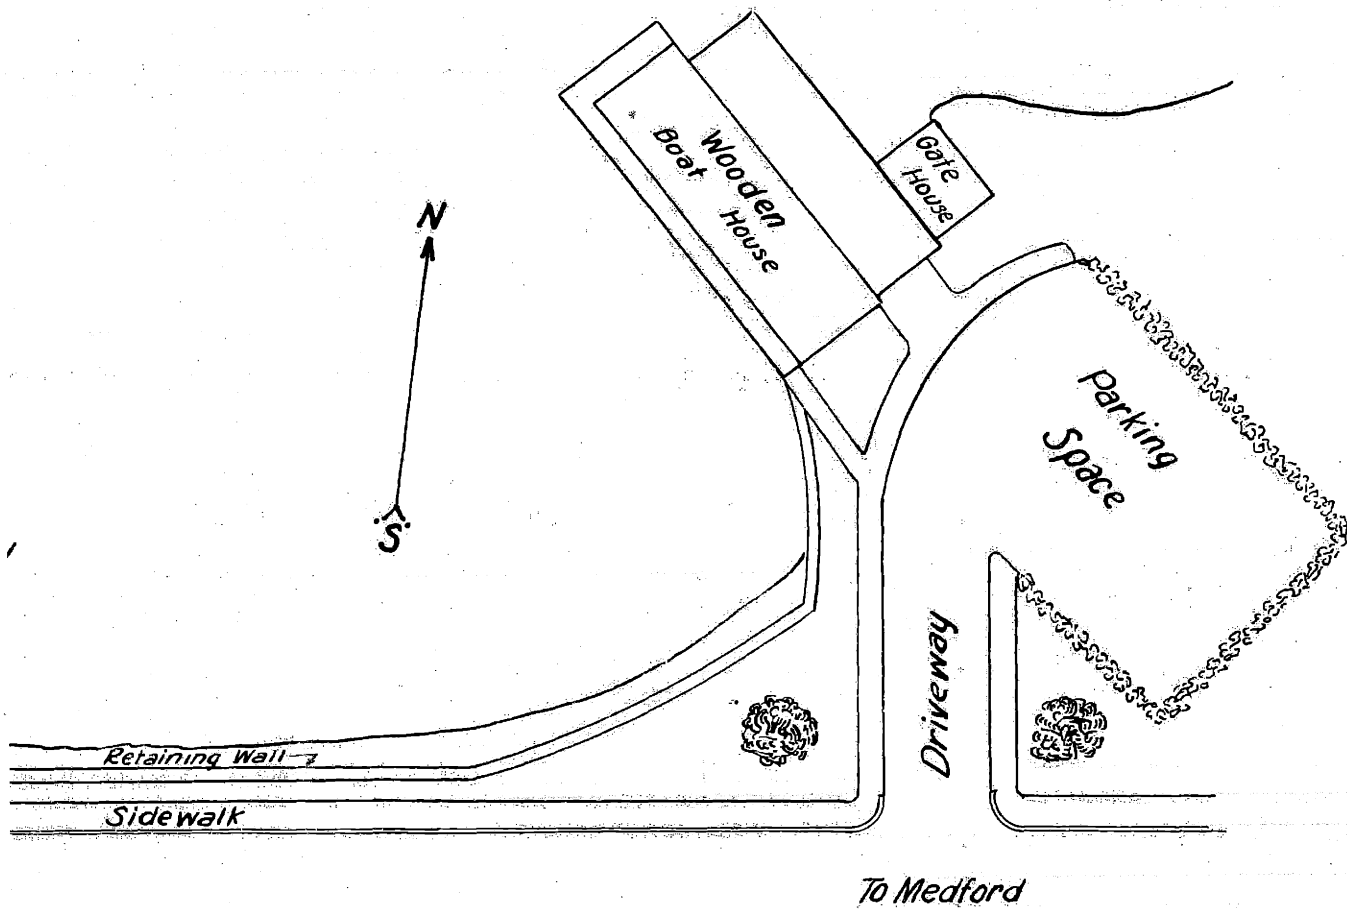 Gate
House
Wooden
Boat House
N
S
Parking
Space
Driveway
Retaining Wall
Sidewalk
To Medford